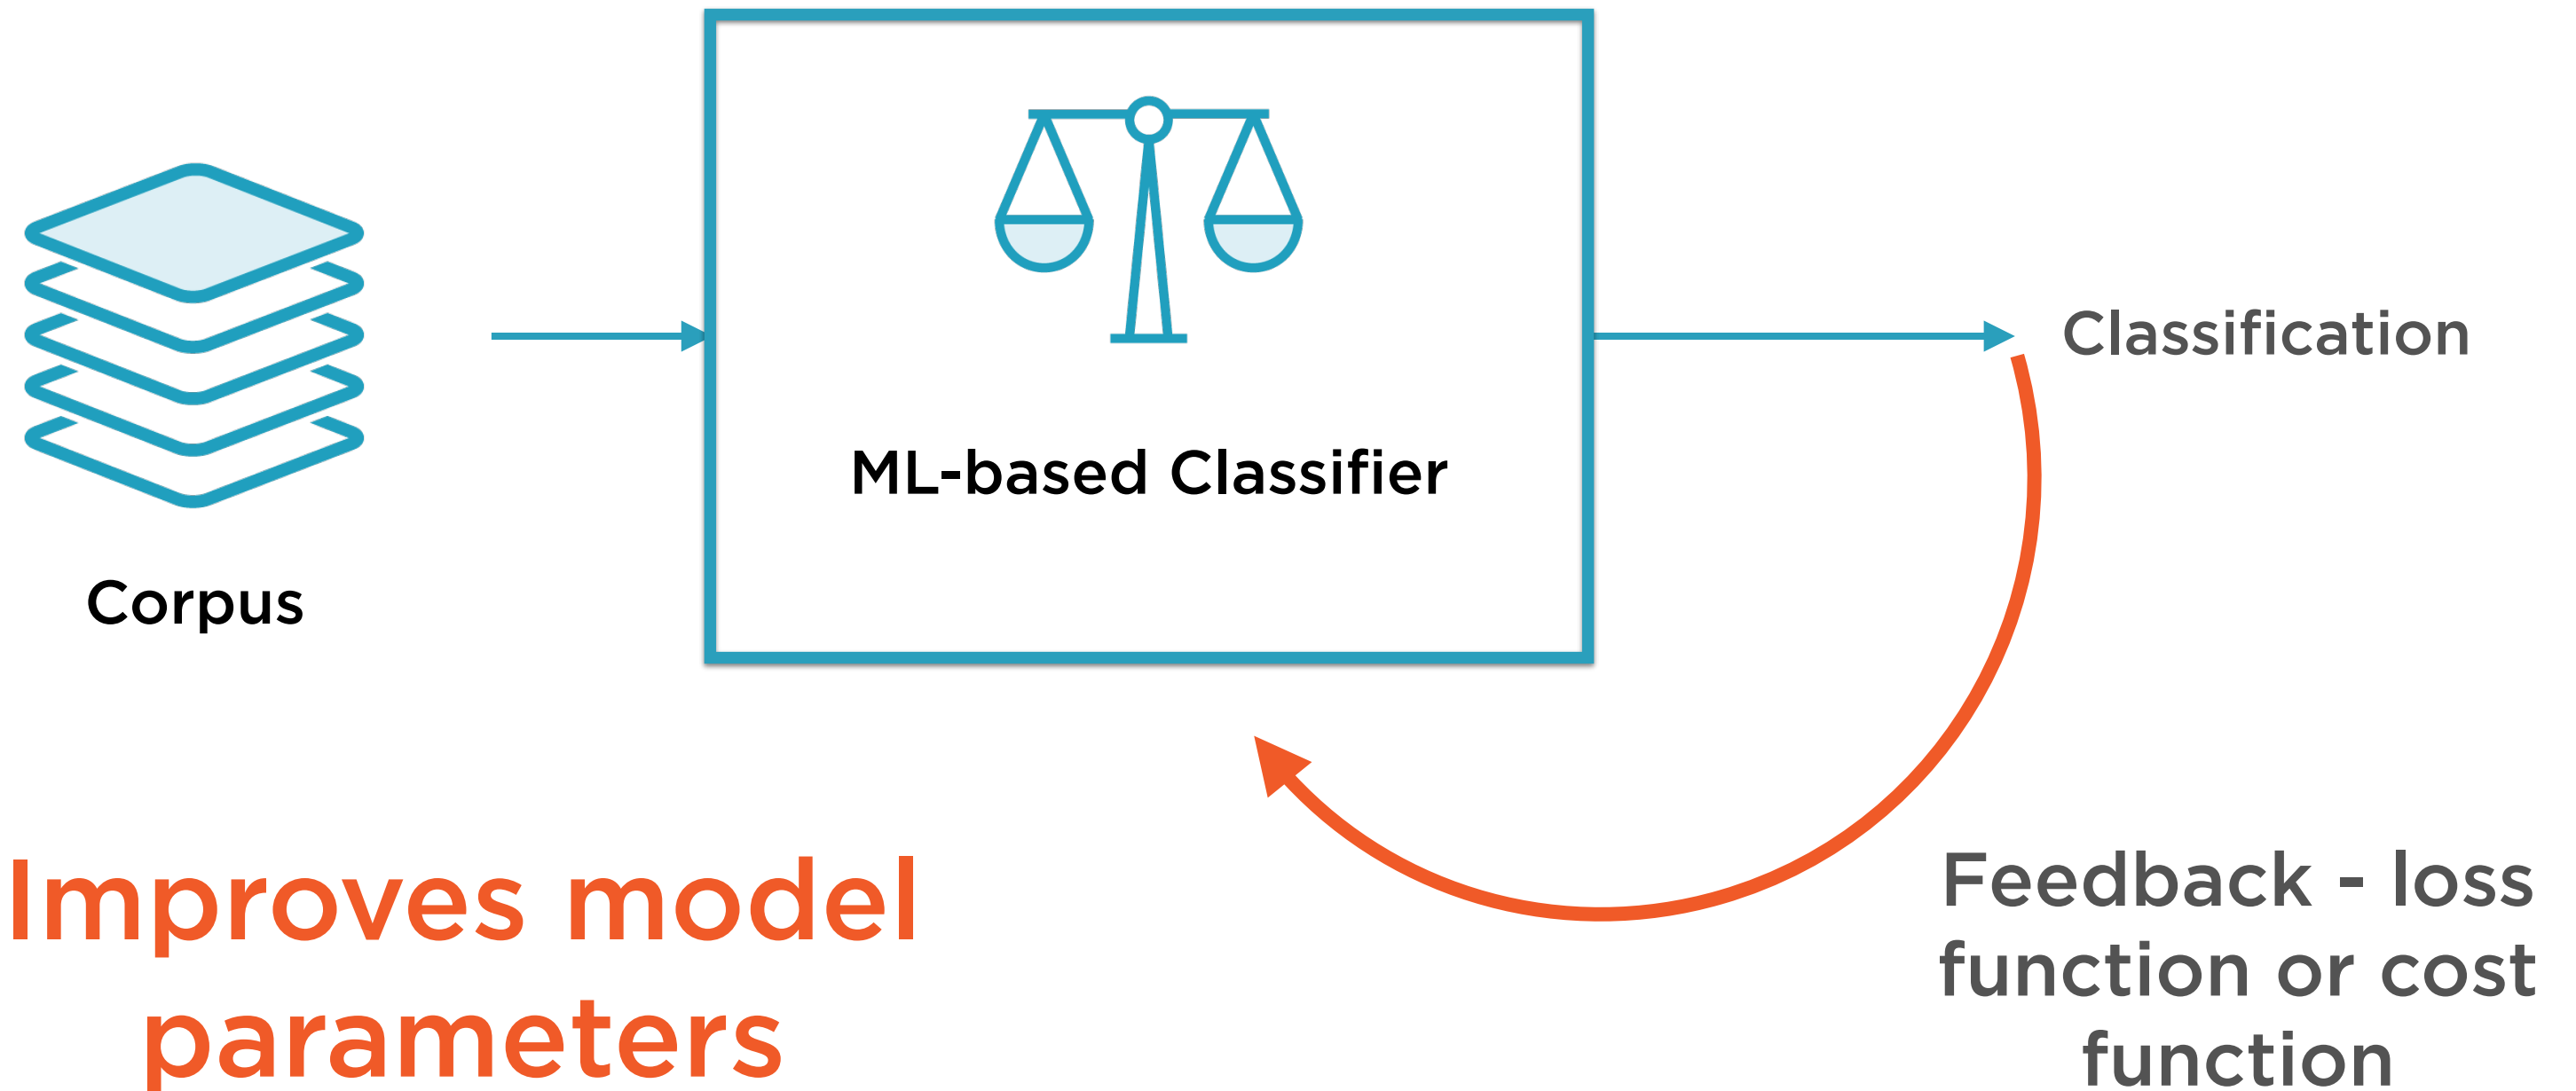 Classification
ML-based Classifier
Corpus
Improves model
parameters
Feedback - loss
function or cost
function